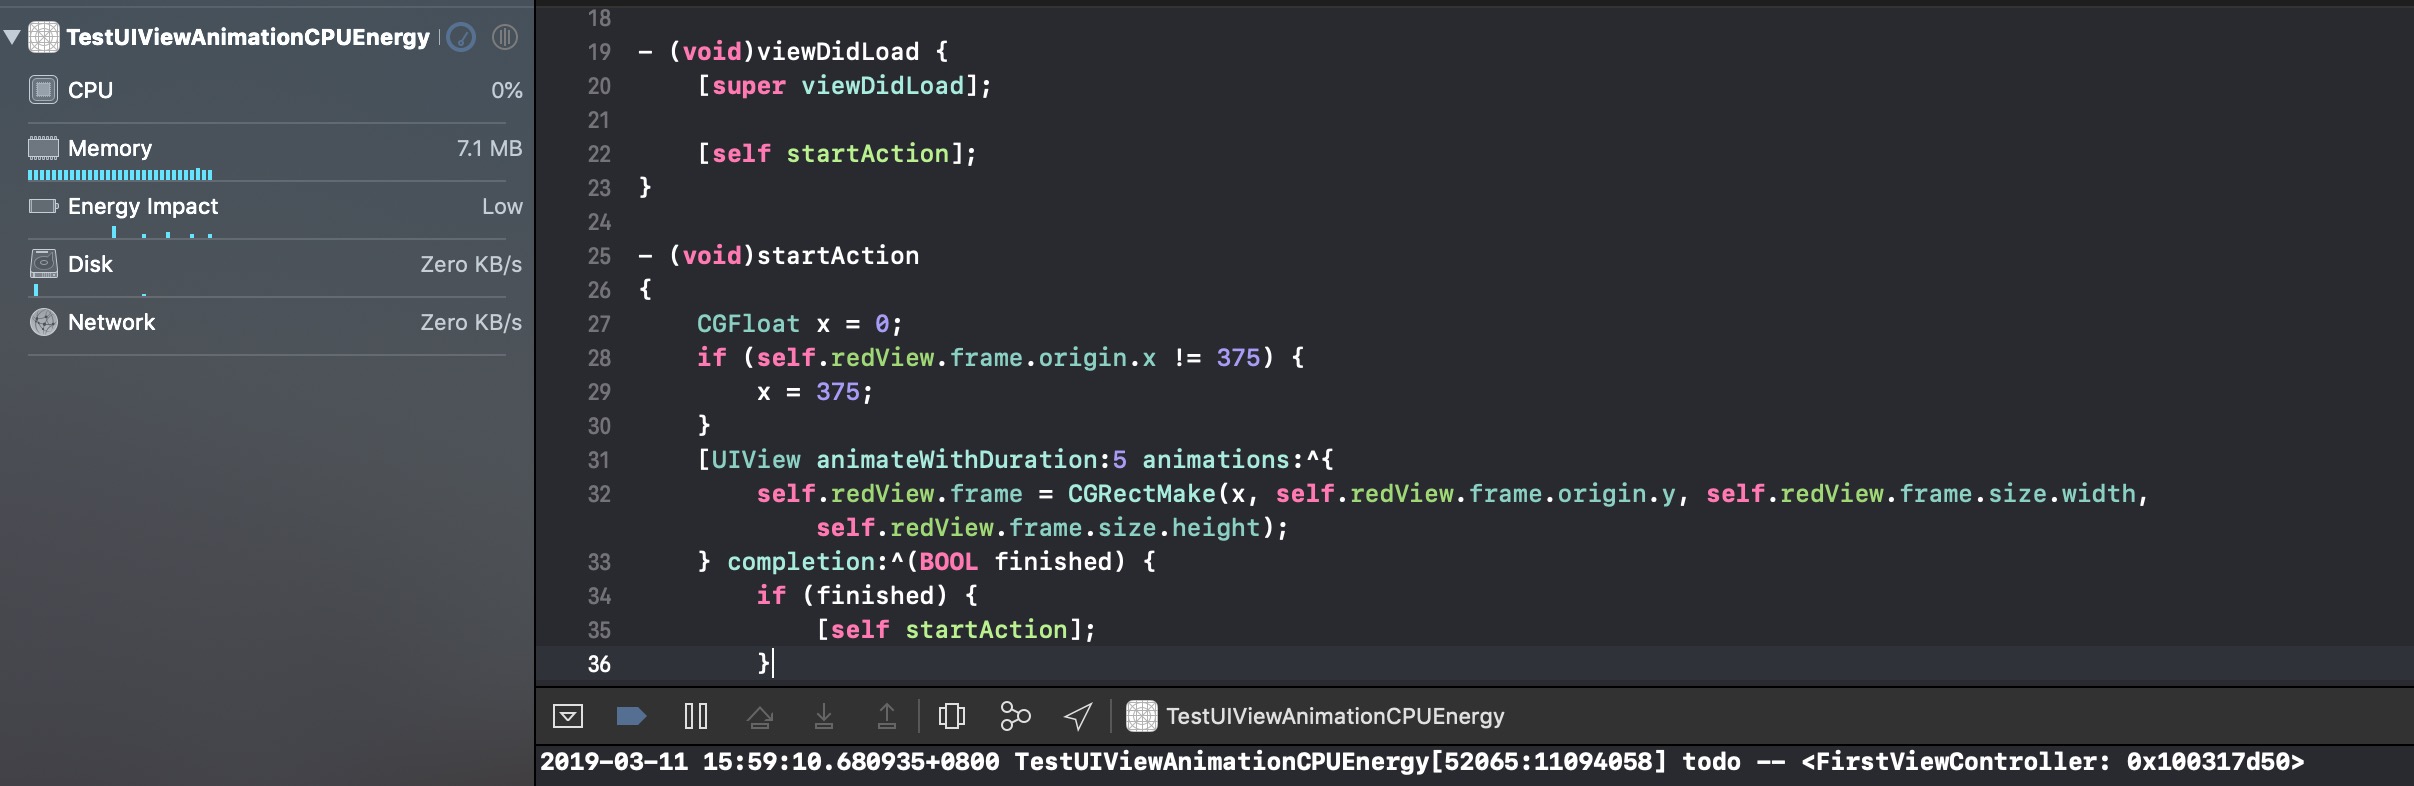 TestUIViewAnimationCPUEnergy
CPU 0%
Memory 7.1 MB
Energy Impact Low
Disk Zero KB/s
Network Zero KB/s
18
19 - (void)viewDidLoad {
20 [super viewDidLoad];
21
22 [self startAction];
23 }
24
25 - (void)startAction
26 {
27 CGFloat x = 0;
28 if (self.redView.frame.origin.x != 375) {
29 x = 375;
30 }
31 [UIView animateWithDuration:5 animations:^{
32 self.redView.frame = CGRectMake(x, self.redView.frame.origin.y, self.redView.frame.size.width,
self.redView.frame.size.height);
33 } completion:^(BOOL finished) {
34 if (finished) {
35 [self startAction];
36 }
TestUIViewAnimationCPUEnergy
2019-03-11 15:59:10.680935+0800 TestUIViewAnimationCPUEnergy[52065:11094058] todo -- <FirstViewController: 0x100317d50>